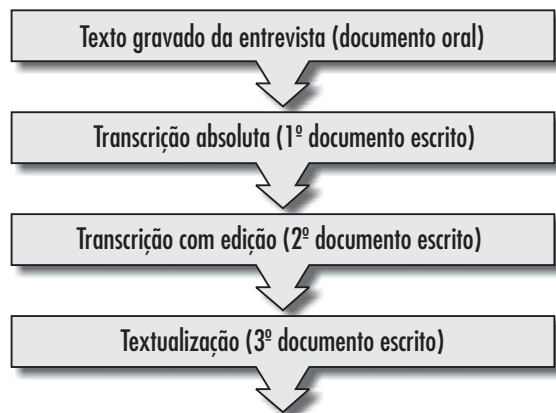 Texto gravado da entrevista (documento oral)
Transcrição absoluta (1º documento escrito)
Transcrição com edição (2º documento escrito)
Textualização (3º documento escrito)